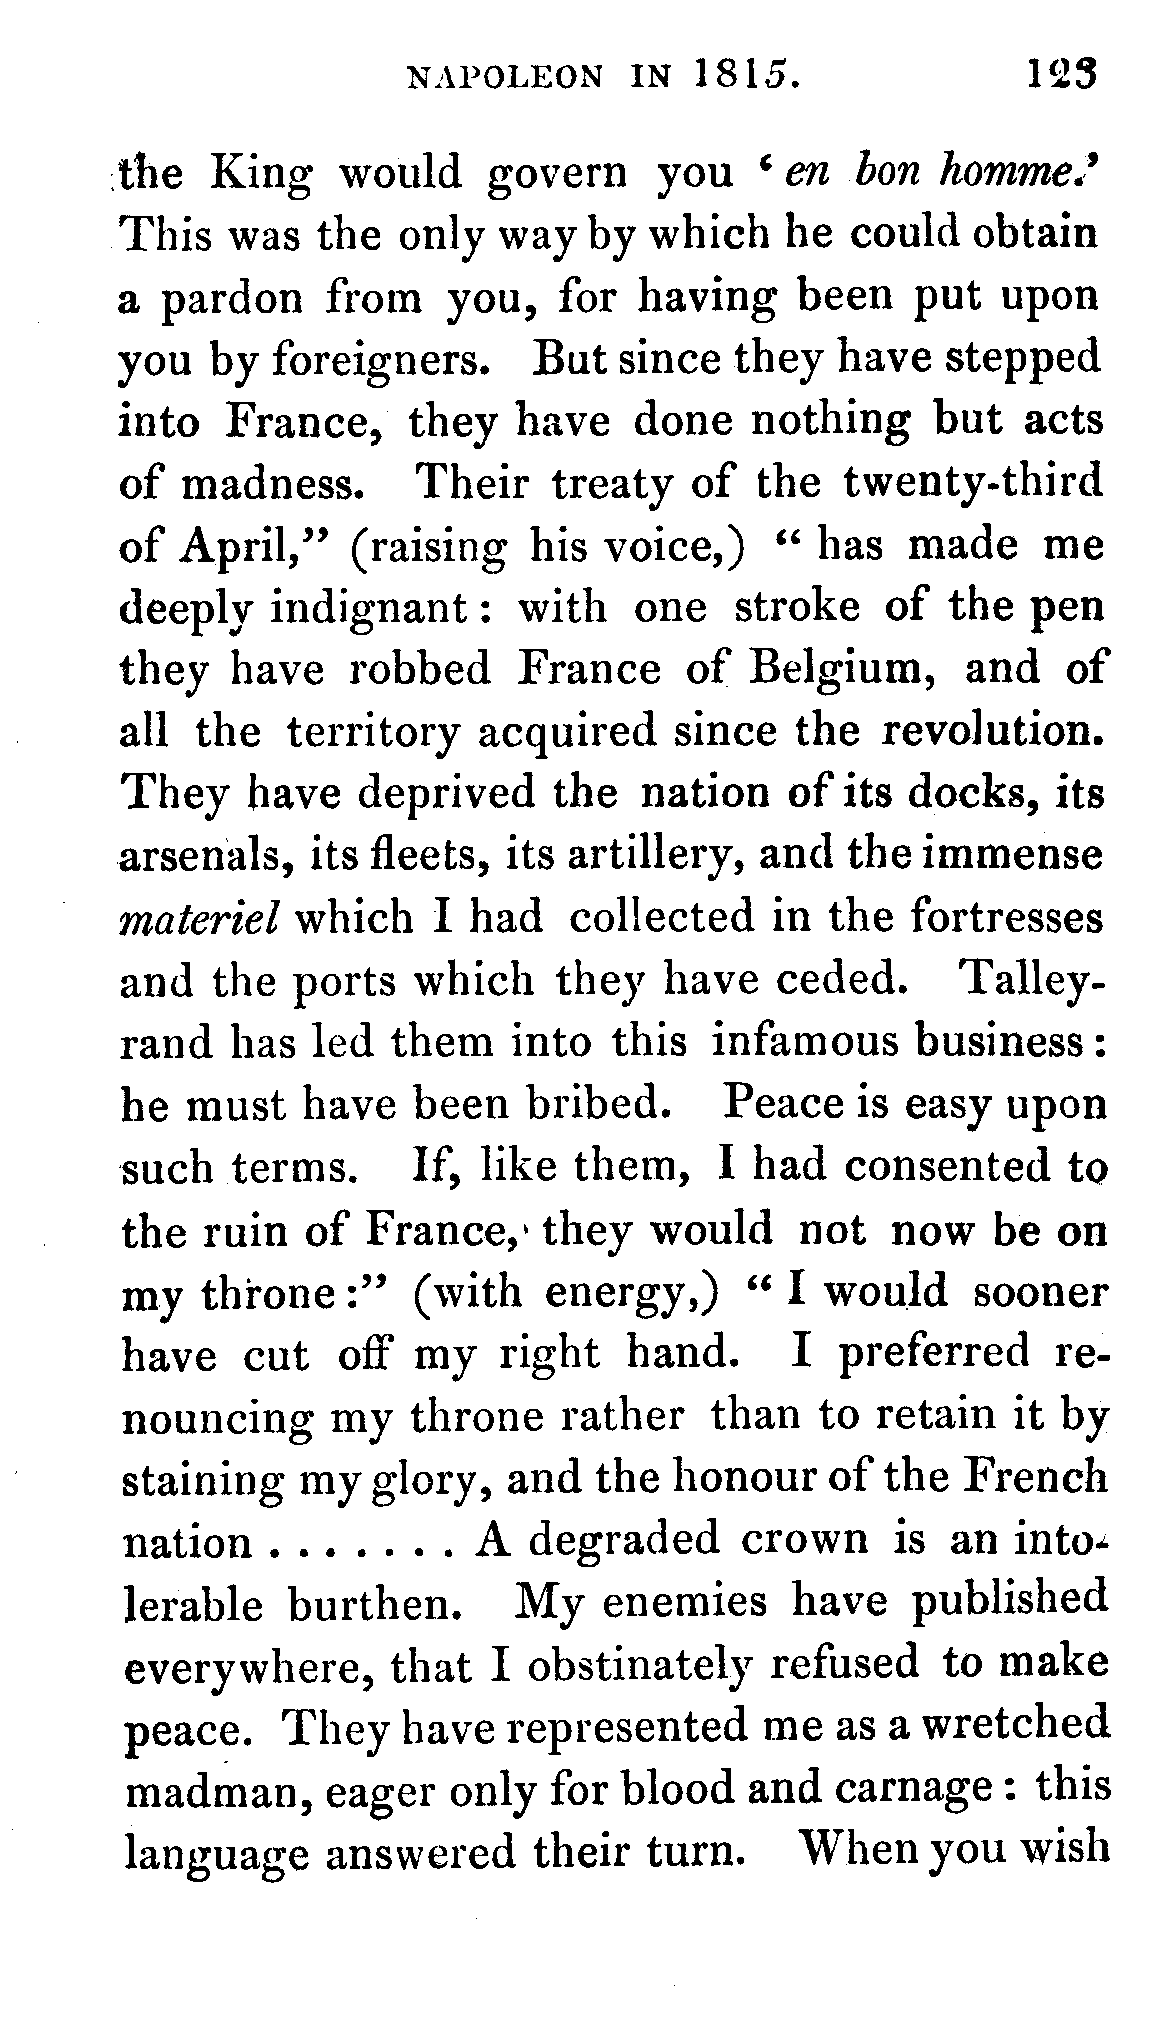 NAPOLEON IN 1815. 123
the King would govern you ‘ en bon homme.’
This was the only way by which he could obtain
a pardon from you, for having been put upon
you by foreigners. But since they have stepped
into France, they have done nothing but acts
of madness. Their treaty of the twenty-third
of April,” (raising his voice,) “ has made me
deeply indignant : with one stroke of the pen
they have robbed France of Belgium, and of
all the territory acquired since the revolution.
They have deprived the nation of its docks, its
arsenals, its fleets, its artillery, and the immense
materiel which I had collected in the fortresses
and the ports which they have ceded. Talley-
rand has led them into this infamous business :
he must have been bribed. Peace is easy upon
such terms. If, like them, I had consented to
the ruin of France, they would not now be on
my throne :” (with energy,) “ I would sooner
have cut off my right hand. I preferred re-
nouncing my throne rather than to retain it by
staining my glory, and the honour of the French
nation . . . . . . . A degraded crown is an into-
lerable burthen. My enemies have published
everywhere, that I obstinately refused to make
peace. They have represented me as a wretched
madman, eager only for blood and carnage : this
language answered their turn. When you wish